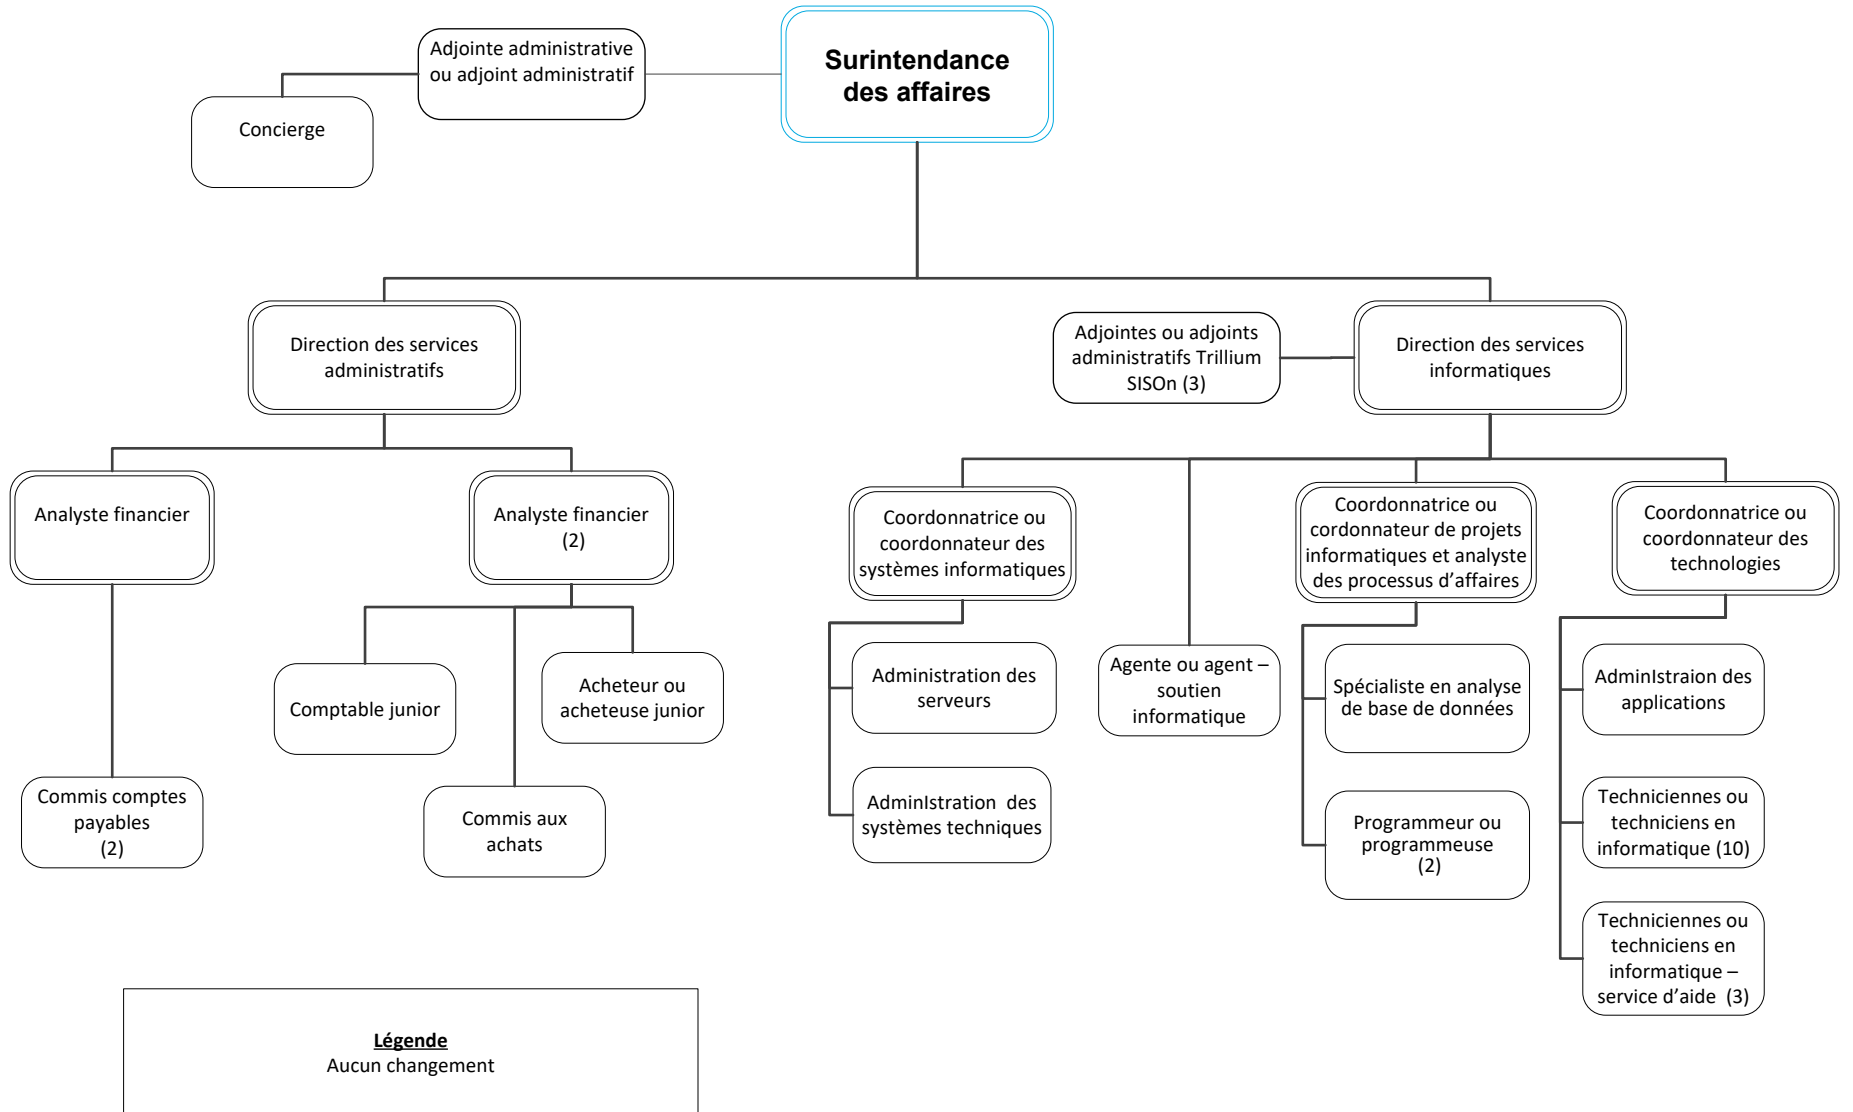 Adjointe administrative
ou adjoint administratif
Surintendance
des affaires
Concierge
Direction des services
administratifs
Adjointes ou adjoints
administratifs Trillium
SISOn (3)
Direction des services
informatiques
Analyste financier
Analyste financier
(2)
Coordonnatrice ou
coordonnateur des
systèmes informatiques
Coordonnatrice ou
cordonnateur de projets
informatiques et analyste
des processus d’affaires
Coordonnatrice ou
coordonnateur des
technologies
Comptable junior
Acheteur ou
acheteuse junior
Administration des
serveurs
Agente ou agent –
soutien
informatique
Spécialiste en analyse
de base de données
AdminIstraion des
applications
Commis comptes
payables
(2)
Commis aux
achats
AdminIstration  des
systèmes techniques
Programmeur ou
programmeuse
(2)
Techniciennes ou
techniciens en
informatique (10)
Techniciennes ou
techniciens en
informatique –
service d’aide  (3)
Légende
Aucun changement